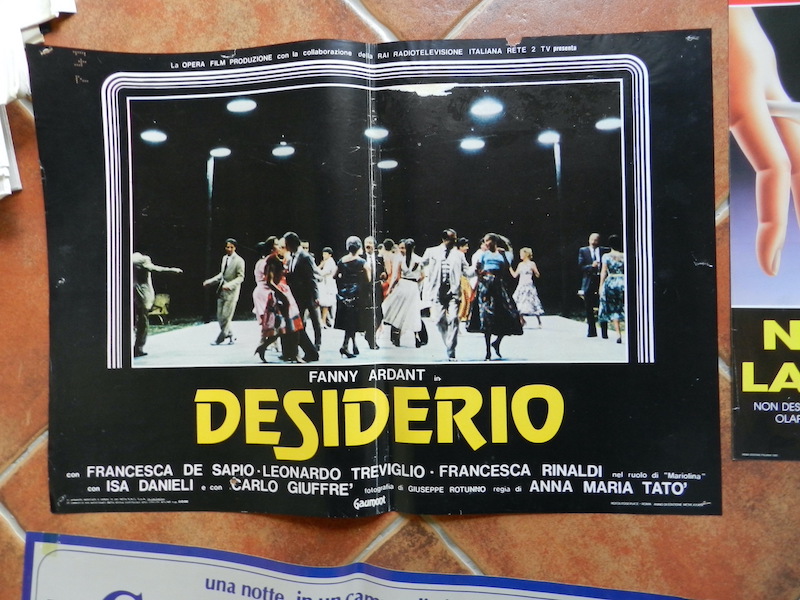 La OPERA FILM PRODUZIONE con la collaborazione della RAI RADIOTELEVISIONE ITALIANA RETE 2 TV presenta
FANNY ARDANT in
DESIDERIO
con FRANCESCA DE SAPIO · LEONARDO TREVIGLIO · FRANCESCA RINALDI nel ruolo di "Mariolina"
con ISA DANIELI e con CARLO GIUFFRE' fotografia di GIUSEPPE ROTUNNO regia di ANNA MARIA TATO'
Gaumont
N
LA
NON DES
OLAF
una notte, in un